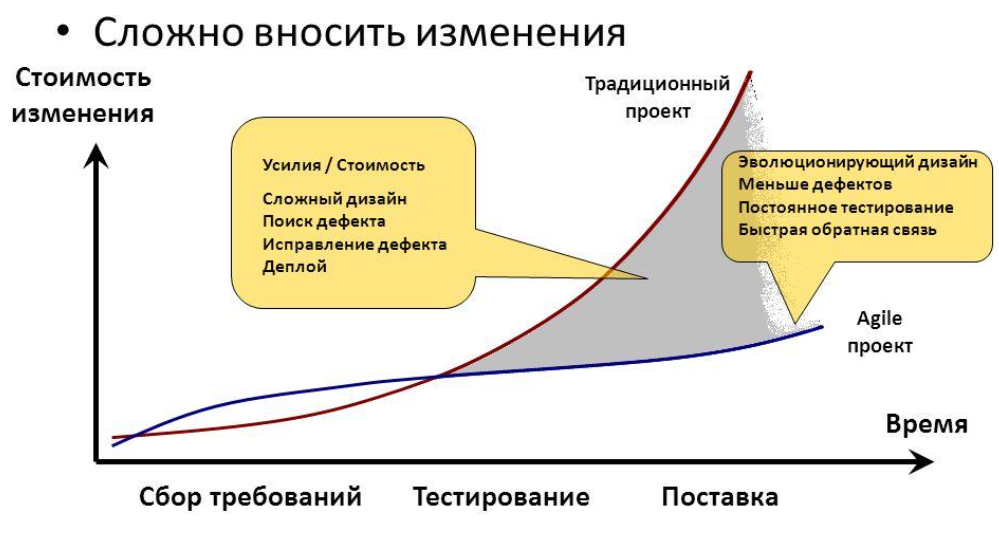 • Сложно вносить изменения
Стоимость
изменения
Традиционный
проект
Усилия / Стоимость
Сложный дизайн
Поиск дефекта
Исправление дефекта
Деплой
Эволюционирующий дизайн
Меньше дефектов
Постоянное тестирование
Быстрая обратная связь
Agile
проект
Время
Сбор требований
Тестирование
Поставка